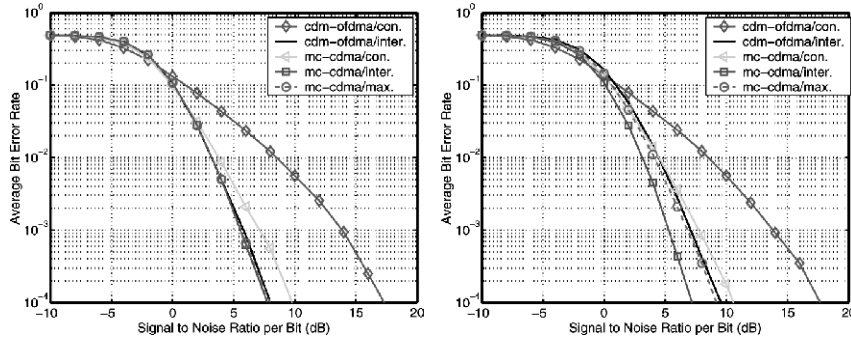 10^0
10^-1
10^-2
10^-3
10^-4
Average Bit Error Rate
-10
-5
0
5
10
15
20
Signal to Noise Ratio per Bit (dB)
cdm-ofdma/con.
cdm-ofdma/inter.
mc-cdma/con.
mc-cdma/inter.
mc-cdma/max.
10^0
10^-1
10^-2
10^-3
10^-4
Average Bit Error Rate
-10
-5
0
5
10
15
20
Signal to Noise Ratio per Bit (dB)
cdm-ofdma/con.
cdm-ofdma/inter.
mc-cdma/con.
mc-cdma/inter.
mc-cdma/max.